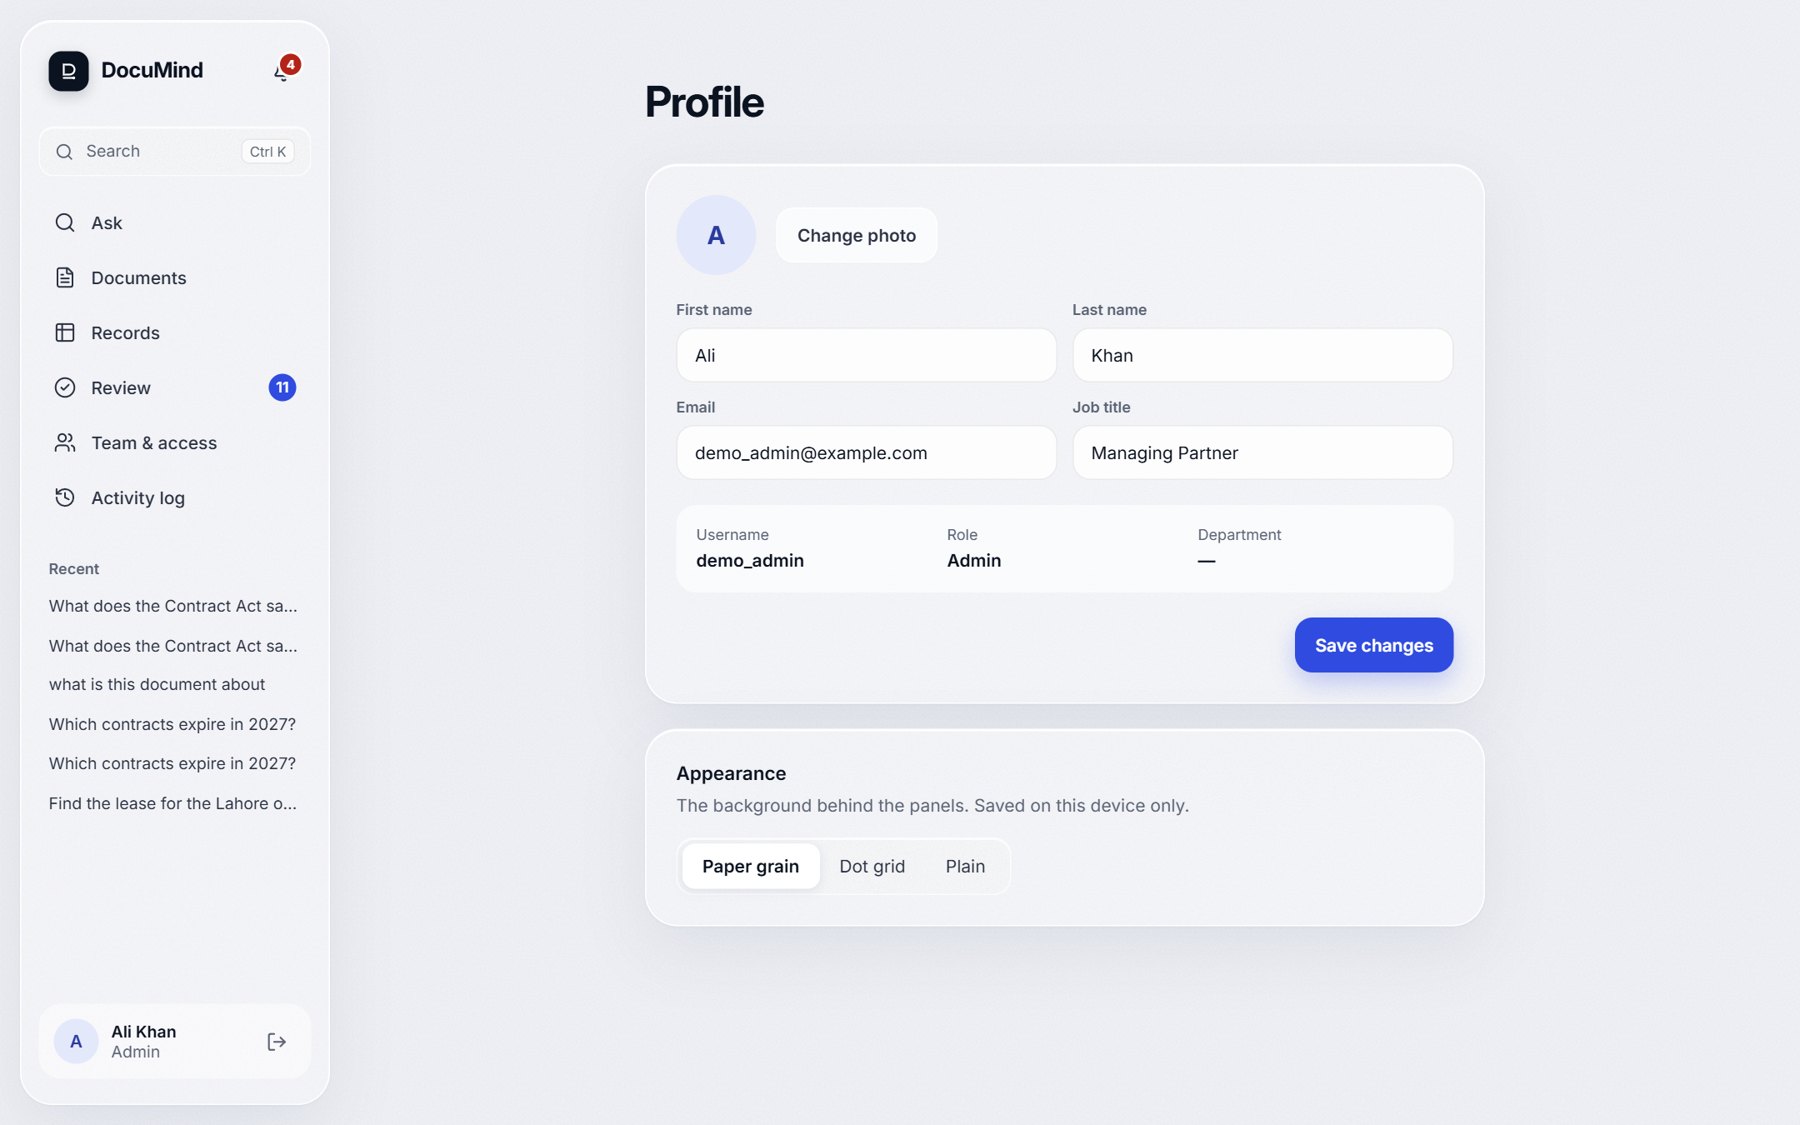 DocuMind
4
Search
Ctrl K
Ask
Documents
Records
Review
11
Team & access
Activity log
Recent
What does the Contract Act sa...
What does the Contract Act sa...
what is this document about
Which contracts expire in 2027?
Which contracts expire in 2027?
Find the lease for the Lahore o...
A
Ali Khan
Admin
Profile
A
Change photo
First name
Last name
Ali
Khan
Email
Job title
demo_admin@example.com
Managing Partner
Username
Role
Department
demo_admin
Admin
—
Save changes
Appearance
The background behind the panels. Saved on this device only.
Paper grain
Dot grid
Plain